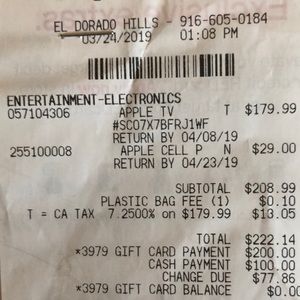 EL DORADO HILLS - 916-605-0184
03/24/2019 01:08 PM
ENTERTAINMENT-ELECTRONICS
057104306 APPLE TV T $179.99
#SC07X7BFRJ1WF
RETURN BY 04/08/19
255100008 APPLE CELL P N $29.00
RETURN BY 04/23/19
SUBTOTAL $208.99
PLASTIC BAG FEE (1) $0.10
T = CA TAX 7.2500% on $179.99 $13.05
TOTAL $222.14
*3979 GIFT CARD PAYMENT $200.00
CASH PAYMENT $100.00
CHANGE DUE $77.86
*3979 GIFT CARD BALANCE $0.0